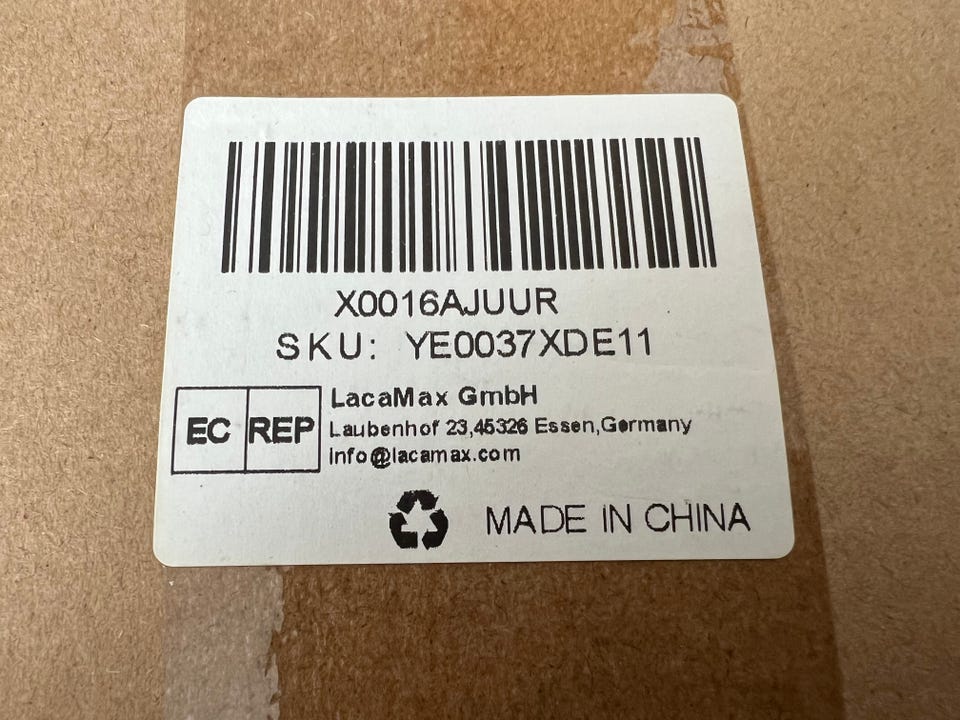 X0016AJUUR
SKU: YE0037XDE11
EC REP
LacaMax GmbH
Laubenhof 23,45326 Essen,Germany
info@lacamax.com
MADE IN CHINA